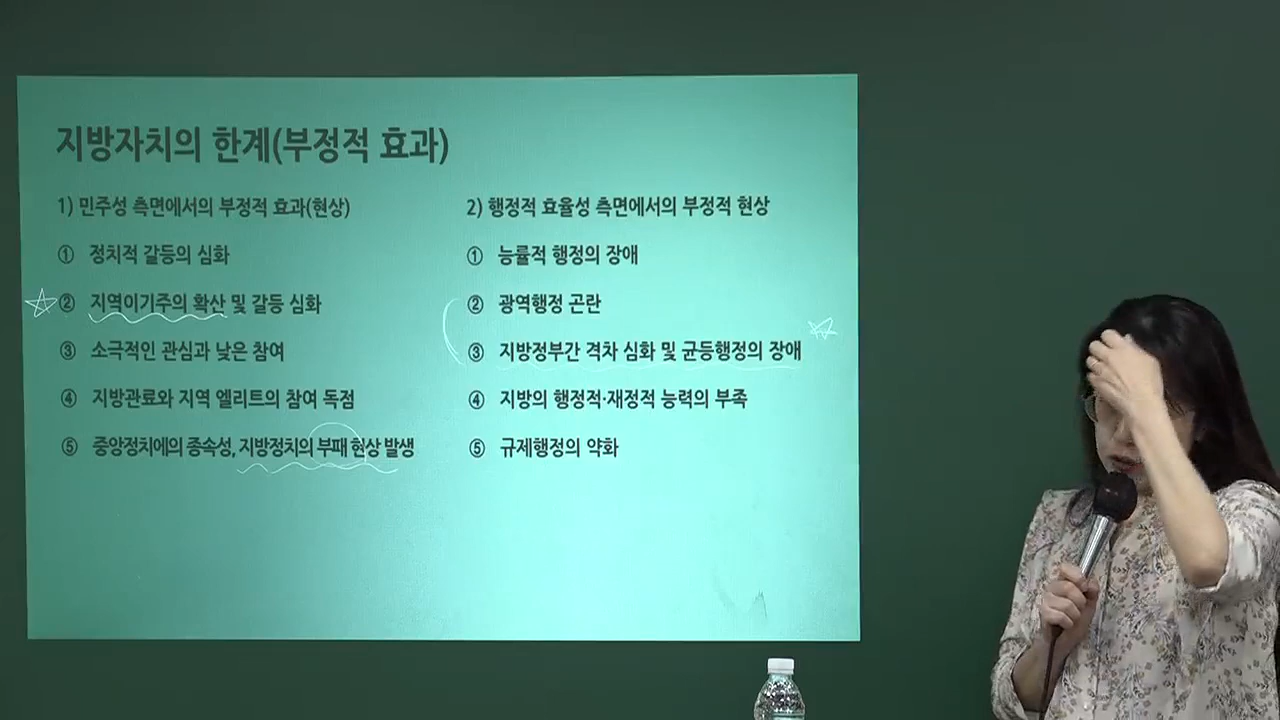 지방자치의 한계(부정적 효과)
1) 민주성 측면에서의 부정적 효과(현상)
① 정치적 갈등의 심화
② 지역이기주의 확산 및 갈등 심화
③ 소극적인 관심과 낮은 참여
④ 지방관료와 지역 엘리트의 참여 독점
⑤ 중앙정치에의 종속성, 지방정치의 부패 현상 발생
2) 행정적 효율성 측면에서의 부정적 현상
① 능률적 행정의 장애
② 광역행정 곤란
③ 지방정부간 격차 심화 및 균등행정의 장애
④ 지방의 행정적·재정적 능력의 부족
⑤ 규제행정의 약화